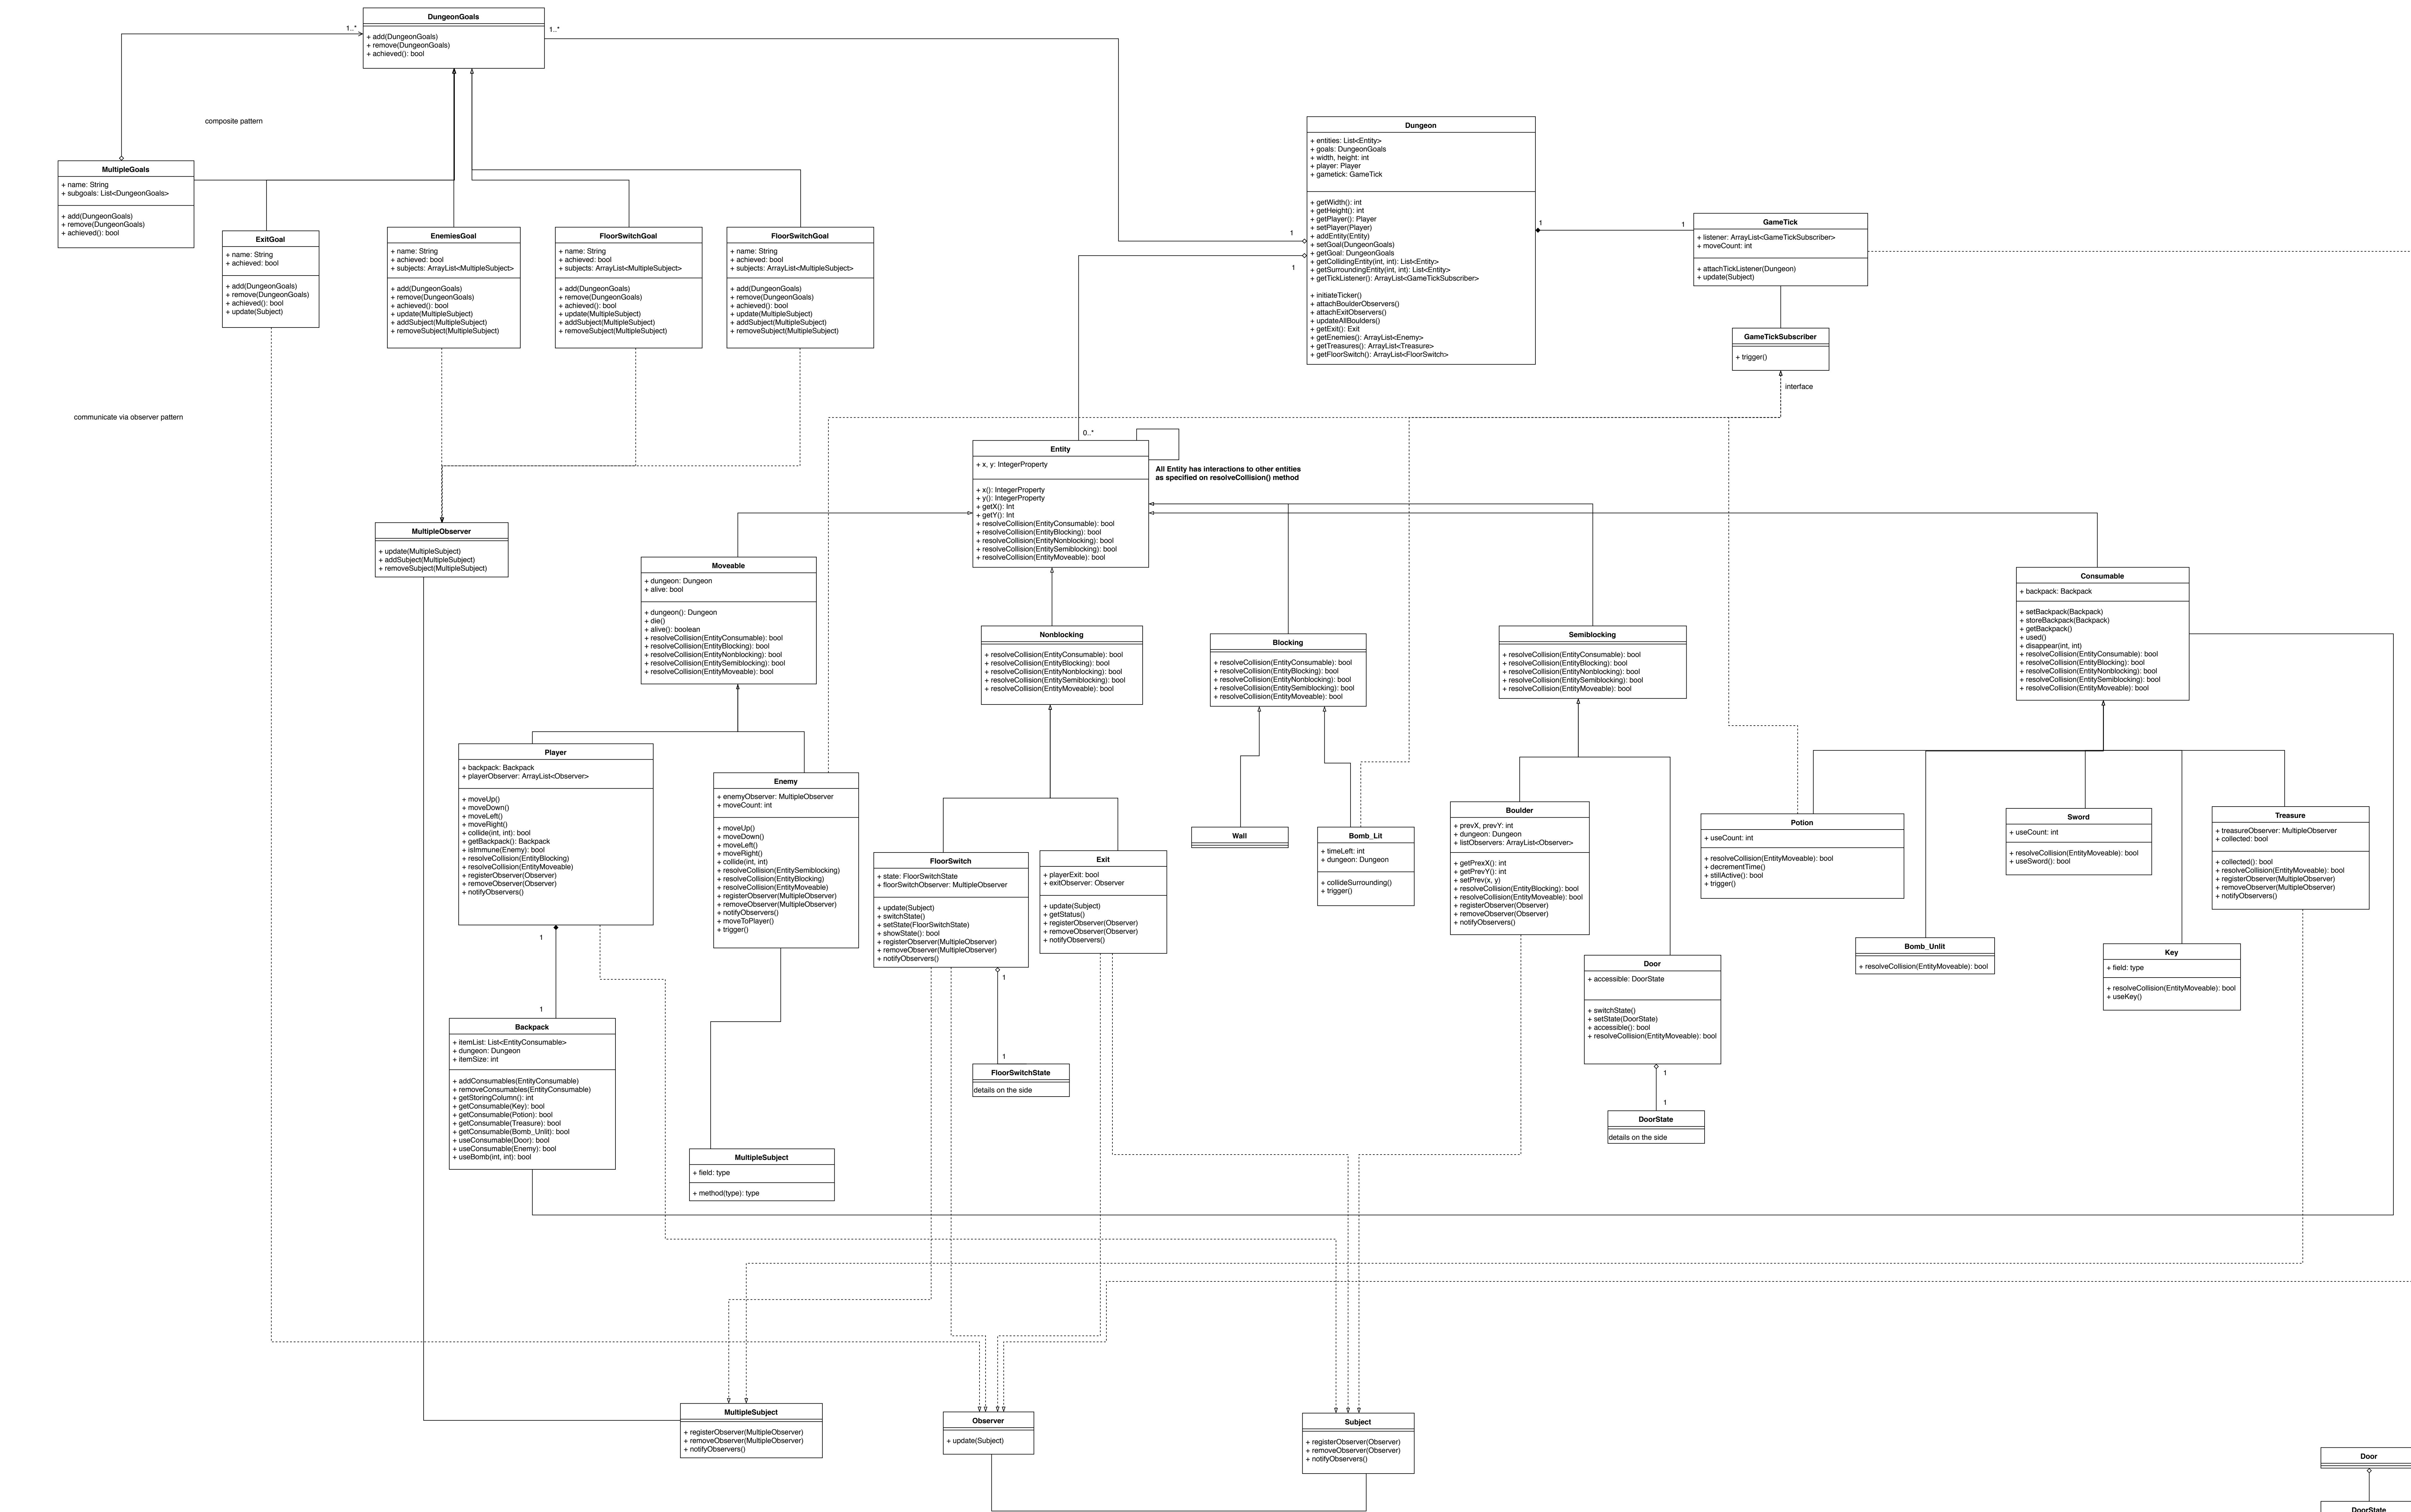 DungeonGoals
+ add(DungeonGoals)
+ remove(DungeonGoals)
+ achieved(): bool
1..*
1..*
composite pattern
MultipleGoals
+ name: String
+ subgoals: List<DungeonGoals>
+ add(DungeonGoals)
+ remove(DungeonGoals)
+ achieved(): bool
ExitGoal
+ name: String
+ achieved: bool
+ add(DungeonGoals)
+ remove(DungeonGoals)
+ achieved(): bool
+ update(Subject)
EnemiesGoal
+ name: String
+ achieved: bool
+ subjects: ArrayList<MultipleSubject>
+ add(DungeonGoals)
+ remove(DungeonGoals)
+ achieved(): bool
+ update(MultipleSubject)
+ addSubject(MultipleSubject)
+ removeSubject(MultipleSubject)
FloorSwitchGoal
+ name: String
+ achieved: bool
+ subjects: ArrayList<MultipleSubject>
+ add(DungeonGoals)
+ remove(DungeonGoals)
+ achieved(): bool
+ update(MultipleSubject)
+ addSubject(MultipleSubject)
+ removeSubject(MultipleSubject)
FloorSwitchGoal
+ name: String
+ achieved: bool
+ subjects: ArrayList<MultipleSubject>
+ add(DungeonGoals)
+ remove(DungeonGoals)
+ achieved(): bool
+ update(MultipleSubject)
+ addSubject(MultipleSubject)
+ removeSubject(MultipleSubject)
Dungeon
+ entities: List<Entity>
+ goals: DungeonGoals
+ width, height: int
+ player: Player
+ gametick: GameTick
+ getWidth(): int
+ getHeight(): int
+ getPlayer(): Player
+ setPlayer(Player)
+ addEntity(Entity)
+ setGoal(DungeonGoals)
+ getGoal: DungeonGoals
+ getCollidingEntity(int, int): List<Entity>
+ getSurroundingEntity(int, int): List<Entity>
+ getTickListener(): ArrayList<GameTickSubscriber>
+ initiateTicker()
+ attachBoulderObservers()
+ attachExitObservers()
+ updateAllBoulders()
+ getExit(): Exit
+ getEnemies(): ArrayList<Enemy>
+ getTreasures(): ArrayList<Treasure>
+ getFloorSwitch(): ArrayList<FloorSwitch>
1
1
1
1
GameTick
+ listener: ArrayList<GameTickSubscriber>
+ moveCount: int
+ attachTickListener(Dungeon)
+ update(Subject)
GameTickSubscriber
+ trigger()
interface
communicate via observer pattern
0..*
Entity
+ x, y: IntegerProperty
+ x(): IntegerProperty
+ y(): IntegerProperty
+ getX(): Int
+ getY(): Int
+ resolveCollision(EntityConsumable): bool
+ resolveCollision(EntityBlocking): bool
+ resolveCollision(EntityNonblocking): bool
+ resolveCollision(EntitySemiblocking): bool
+ resolveCollision(EntityMoveable): bool
All Entity has interactions to other entities
as specified on resolveCollision() method
MultipleObserver
+ update(MultipleSubject)
+ addSubject(MultipleSubject)
+ removeSubject(MultipleSubject)
Moveable
+ dungeon: Dungeon
+ alive: bool
+ dungeon(): Dungeon
+ die()
+ alive(): boolean
+ resolveCollision(EntityConsumable): bool
+ resolveCollision(EntityBlocking): bool
+ resolveCollision(EntityNonblocking): bool
+ resolveCollision(EntitySemiblocking): bool
+ resolveCollision(EntityMoveable): bool
Nonblocking
+ resolveCollision(EntityConsumable): bool
+ resolveCollision(EntityBlocking): bool
+ resolveCollision(EntityNonblocking): bool
+ resolveCollision(EntitySemiblocking): bool
+ resolveCollision(EntityMoveable): bool
Blocking
+ resolveCollision(EntityConsumable): bool
+ resolveCollision(EntityBlocking): bool
+ resolveCollision(EntityNonblocking): bool
+ resolveCollision(EntitySemiblocking): bool
+ resolveCollision(EntityMoveable): bool
Semiblocking
+ resolveCollision(EntityConsumable): bool
+ resolveCollision(EntityBlocking): bool
+ resolveCollision(EntityNonblocking): bool
+ resolveCollision(EntitySemiblocking): bool
+ resolveCollision(EntityMoveable): bool
Consumable
+ backpack: Backpack
+ setBackpack(Backpack)
+ storeBackpack(Backpack)
+ getBackpack()
+ used()
+ disappear(int, int)
+ resolveCollision(EntityConsumable): bool
+ resolveCollision(EntityBlocking): bool
+ resolveCollision(EntityNonblocking): bool
+ resolveCollision(EntitySemiblocking): bool
+ resolveCollision(EntityMoveable): bool
Player
+ backpack: Backpack
+ playerObserver: ArrayList<Observer>
+ moveUp()
+ moveDown()
+ moveLeft()
+ moveRight()
+ collide(int, int): bool
+ getBackpack(): Backpack
+ isImmune(Enemy): bool
+ resolveCollision(EntityBlocking)
+ resolveCollision(EntityMoveable)
+ registerObserver(Observer)
+ removeObserver(Observer)
+ notifyObservers()
Enemy
+ enemyObserver: MultipleObserver
+ moveCount: int
+ moveUp()
+ moveDown()
+ moveLeft()
+ moveRight()
+ collide(int, int)
+ resolveCollision(EntitySemiblocking)
+ resolveCollision(EntityBlocking)
+ resolveCollision(EntityMoveable)
+ registerObserver(MultipleObserver)
+ removeObserver(MultipleObserver)
+ notifyObservers()
+ moveToPlayer()
+ trigger()
FloorSwitch
+ state: FloorSwitchState
+ floorSwitchObserver: MultipleObserver
+ update(Subject)
+ switchState()
+ setState(FloorSwitchState)
+ showState(): bool
+ registerObserver(MultipleObserver)
+ removeObserver(MultipleObserver)
+ notifyObservers()
Exit
+ playerExit: bool
+ exitObserver: Observer
+ update(Subject)
+ getStatus()
+ registerObserver(Observer)
+ removeObserver(Observer)
+ notifyObservers()
Wall
Bomb_Lit
+ timeLeft: int
+ dungeon: Dungeon
+ collideSurrounding()
+ trigger()
Boulder
+ prevX, prevY: int
+ dungeon: Dungeon
+ listObservers: ArrayList<Observer>
+ getPrexX(): int
+ getPrevY(): int
+ setPrev(x, y)
+ resolveCollision(EntityBlocking): bool
+ resolveCollision(EntityMoveable): bool
+ registerObserver(Observer)
+ removeObserver(Observer)
+ notifyObservers()
Potion
+ useCount: int
+ resolveCollision(EntityMoveable): bool
+ decrementTime()
+ stillActive(): bool
+ trigger()
Sword
+ useCount: int
+ resolveCollision(EntityMoveable): bool
+ useSword(): bool
Treasure
+ treasureObserver: MultipleObserver
+ collected: bool
+ collected(): bool
+ resolveCollision(EntityMoveable): bool
+ registerObserver(MultipleObserver)
+ removeObserver(MultipleObserver)
+ notifyObservers()
Bomb_Unlit
+ resolveCollision(EntityMoveable): bool
Key
+ field: type
+ resolveCollision(EntityMoveable): bool
+ useKey()
Door
+ accessible: DoorState
+ switchState()
+ setState(DoorState)
+ accessible(): bool
+ resolveCollision(EntityMoveable): bool
1
1
DoorState
details on the side
1
1
Backpack
+ itemList: List<EntityConsumable>
+ dungeon: Dungeon
+ itemSize: int
+ addConsumables(EntityConsumable)
+ removeConsumables(EntityConsumable)
+ getStoringColumn(): int
+ getConsumable(Key): bool
+ getConsumable(Potion): bool
+ getConsumable(Treasure): bool
+ getConsumable(Bomb_Unlit): bool
+ useConsumable(Door): bool
+ useConsumable(Enemy): bool
+ useBomb(int, int): bool
1
1
FloorSwitchState
details on the side
MultipleSubject
+ field: type
+ method(type): type
MultipleSubject
+ registerObserver(MultipleObserver)
+ removeObserver(MultipleObserver)
+ notifyObservers()
Observer
+ update(Subject)
Subject
+ registerObserver(Observer)
+ removeObserver(Observer)
+ notifyObservers()
Door
DoorState